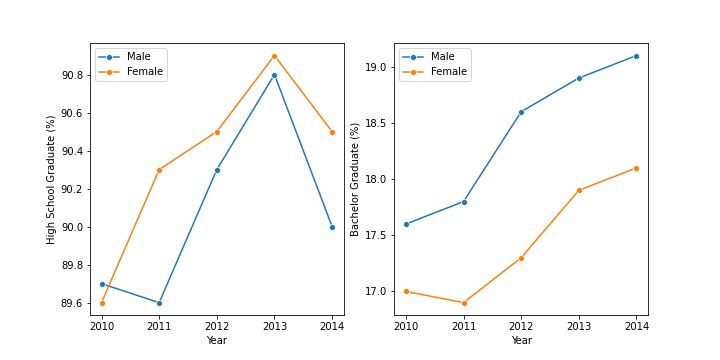 Male
Female
High School Graduate (%)
90.8
90.6
90.4
90.2
90.0
89.8
89.6
2010 2011 2012 2013 2014
Year
Male
Female
Bachelor Graduate (%)
19.0
18.5
18.0
17.5
17.0
2010 2011 2012 2013 2014
Year